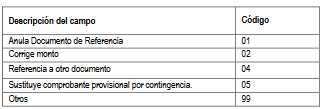 Descripción del campo Código
Anula Documento de Referencia 01
Corrige monto 02
Referencia a otro documento 04
Sustituye comprobante provisional por contingencia. 05
Otros 99